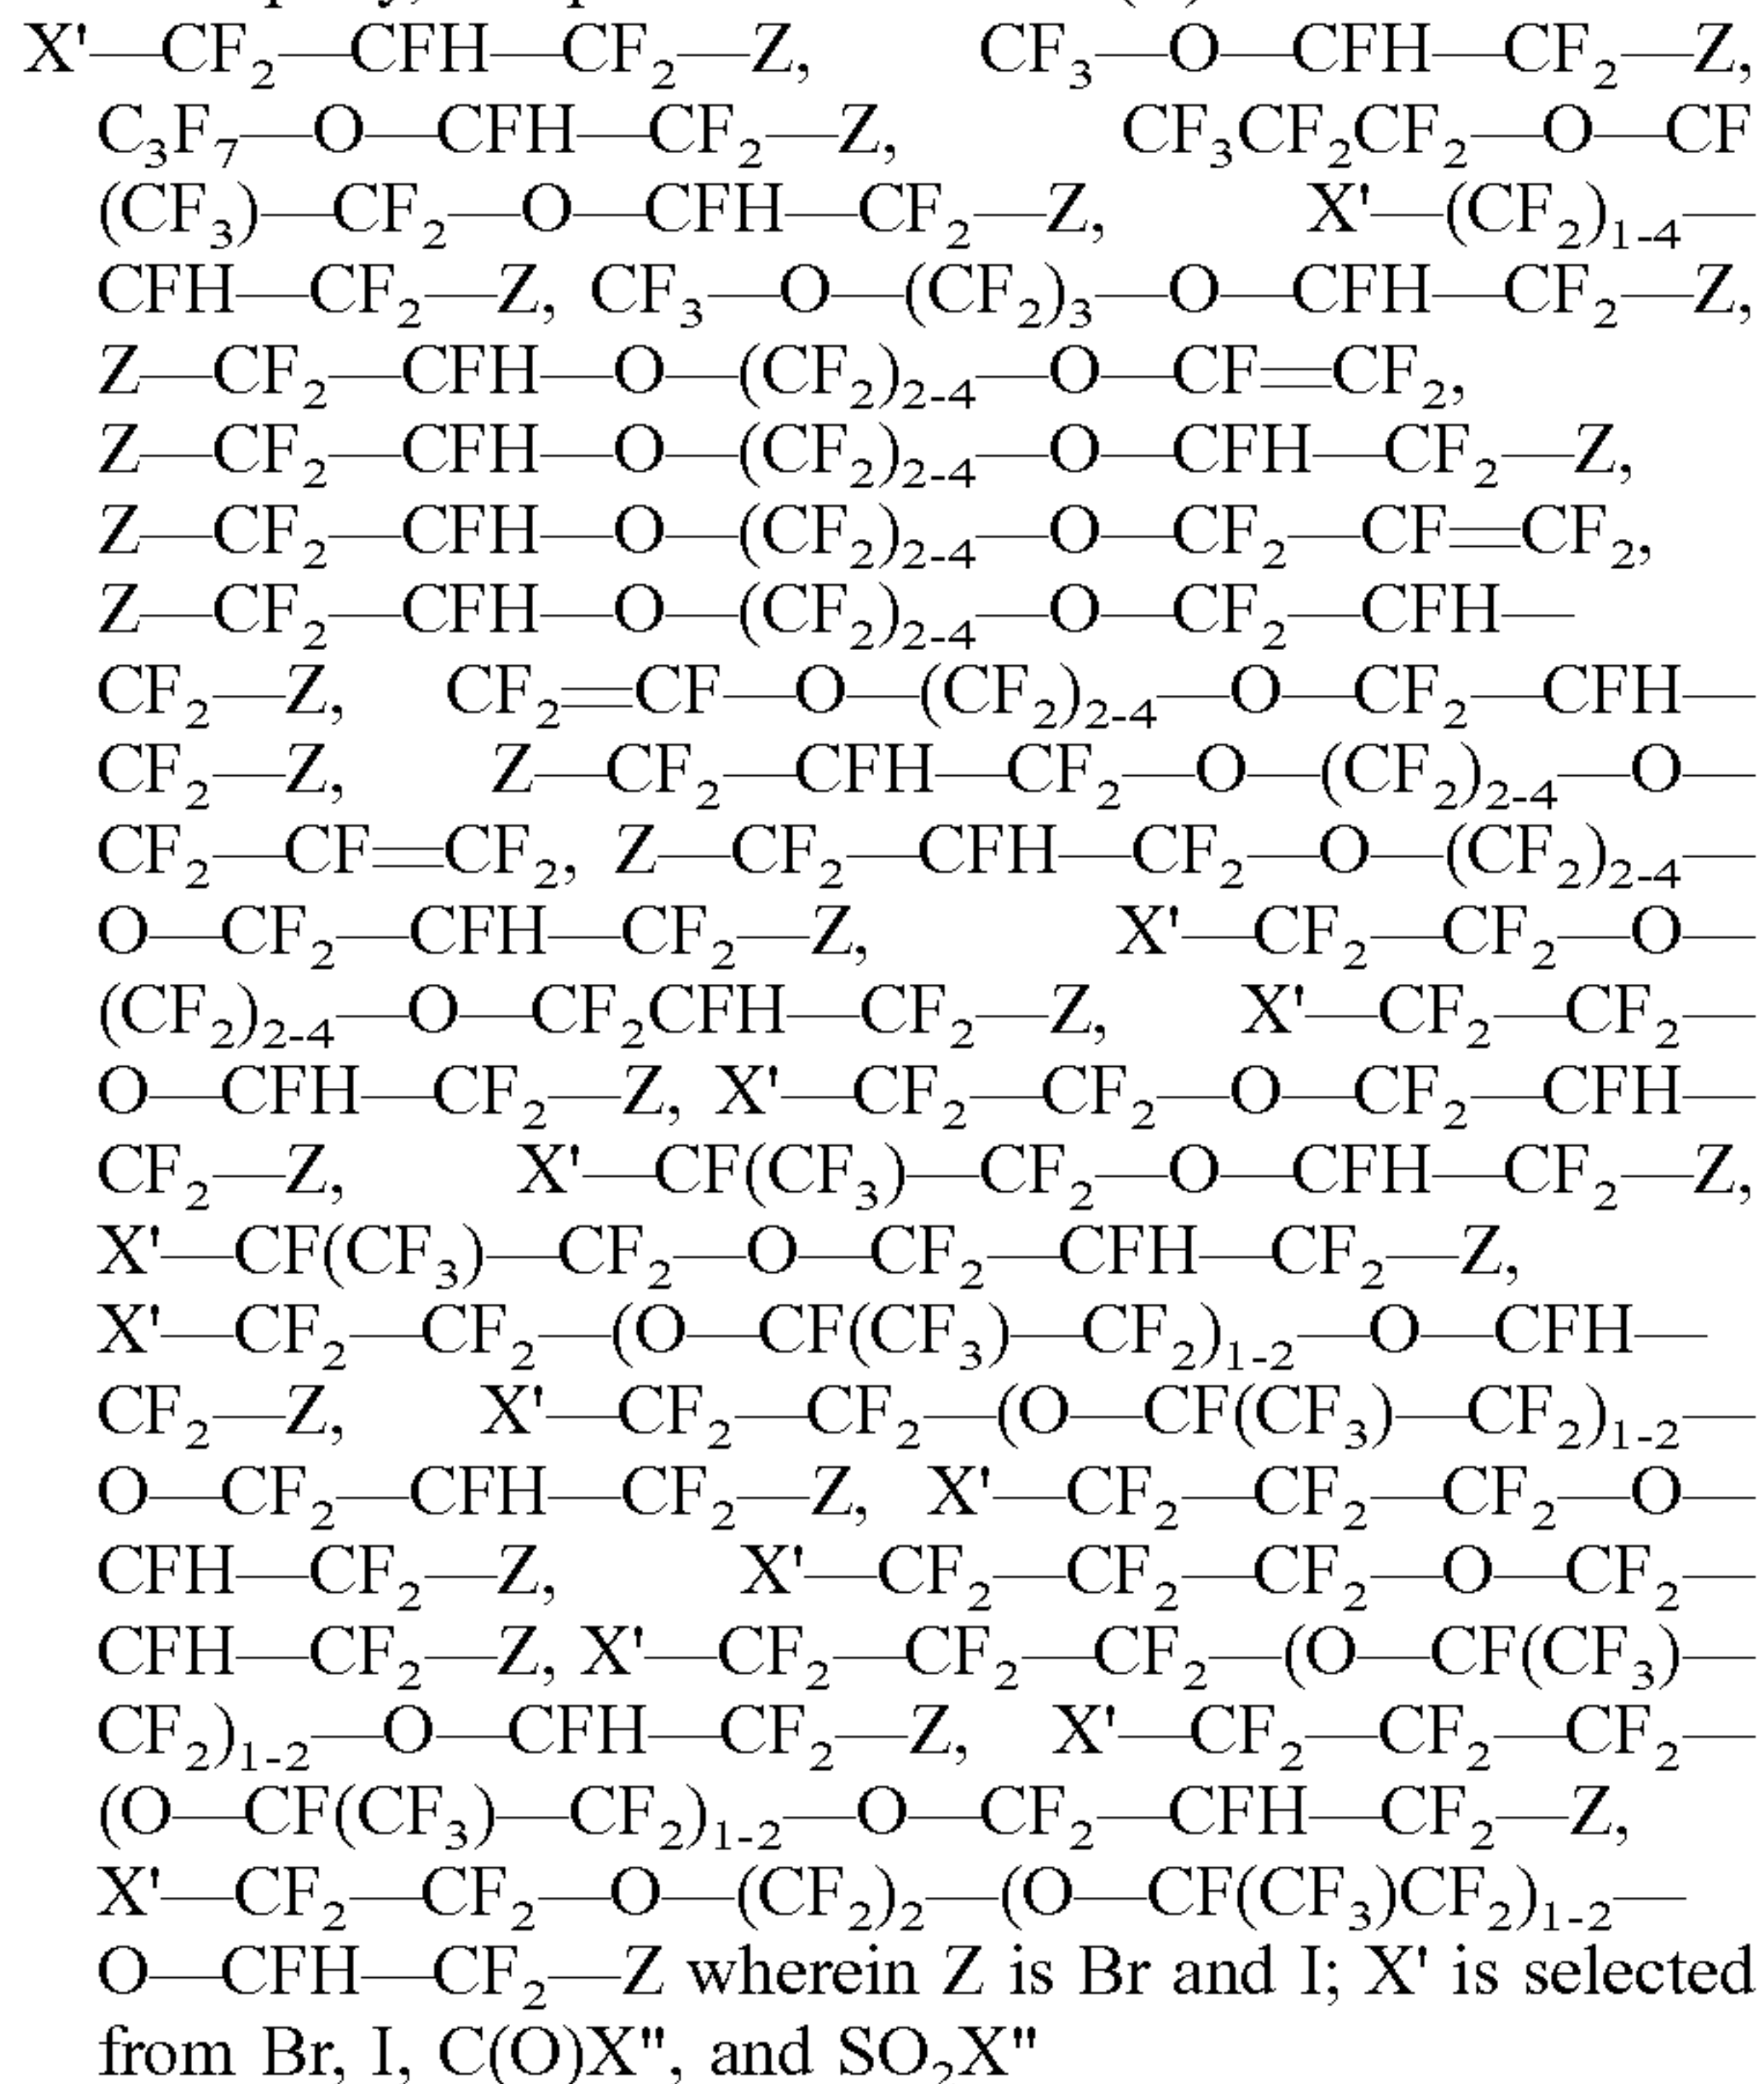 X'—CF₂—CFH—CF₂—Z, CF₃—O—CFH—CF₂—Z,
C₃F₇—O—CFH—CF₂—Z, CF₃CF₂CF₂—O—CF
(CF₃)—CF₂—O—CFH—CF₂—Z, X'—(CF₂)₁₋₄—
CFH—CF₂—Z, CF₃—O—(CF₂)₃—O—CFH—CF₂—Z,
Z—CF₂—CFH—O—(CF₂)₂₋₄—O—CF=CF₂,
Z—CF₂—CFH—O—(CF₂)₂₋₄—O—CFH—CF₂—Z,
Z—CF₂—CFH—O—(CF₂)₂₋₄—O—CF₂—CF=CF₂,
Z—CF₂—CFH—O—(CF₂)₂₋₄—O—CF₂—CFH—
CF₂—Z, CF₂=CF—O—(CF₂)₂₋₄—O—CF₂—CFH—
CF₂—Z, Z—CF₂—CFH—CF₂—O—(CF₂)₂₋₄—O—
CF₂—CF=CF₂, Z—CF₂—CFH—CF₂—O—(CF₂)₂₋₄—
O—CF₂—CFH—CF₂—Z, X'—CF₂—CF₂—O—
(CF₂)₂₋₄—O—CF₂CFH—CF₂—Z, X'—CF₂—CF₂—
O—CFH—CF₂—Z, X'—CF₂—CF₂—O—CF₂—CFH—
CF₂—Z, X'—CF(CF₃)—CF₂—O—CFH—CF₂—Z,
X'—CF(CF₃)—CF₂—O—CF₂—CFH—CF₂—Z,
X'—CF₂—CF₂—(O—CF(CF₃)—CF₂)₁₋₂—O—CFH—
CF₂—Z, X'—CF₂—CF₂—(O—CF(CF₃)—CF₂)₁₋₂—
O—CF₂—CFH—CF₂—Z, X'—CF₂—CF₂—CF₂—O—
CFH—CF₂—Z, X'—CF₂—CF₂—CF₂—O—CF₂—
CFH—CF₂—Z, X'—CF₂—CF₂—CF₂—(O—CF(CF₃)—
CF₂)₁₋₂—O—CFH—CF₂—Z, X'—CF₂—CF₂—CF₂—
(O—CF(CF₃)—CF₂)₁₋₂—O—CF₂—CFH—CF₂—Z,
X'—CF₂—CF₂—O—(CF₂)₂—(O—CF(CF₃)CF₂)₁₋₂—
O—CFH—CF₂—Z wherein Z is Br and I; X' is selected
from Br, I, C(O)X", and SO₂X"